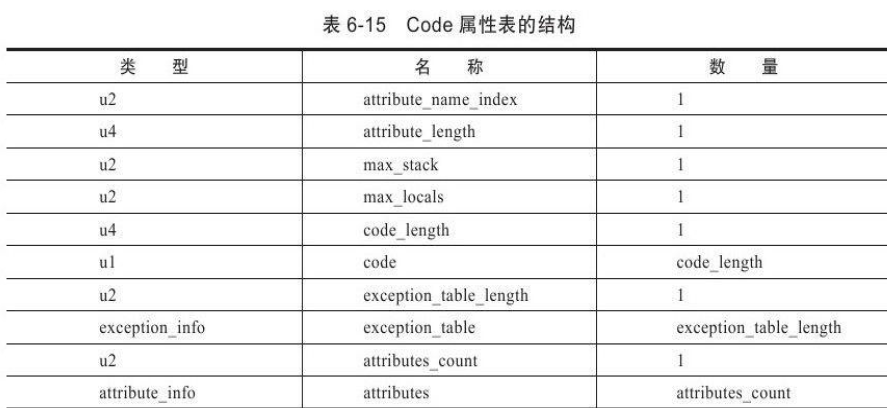 表 6-15 Code 属性表的结构
类 型 名 称 数 量
u2 attribute_name_index 1
u4 attribute_length 1
u2 max_stack 1
u2 max_locals 1
u4 code_length 1
u1 code code_length
u2 exception_table_length 1
exception_info exception_table exception_table_length
u2 attributes_count 1
attribute_info attributes attributes_count